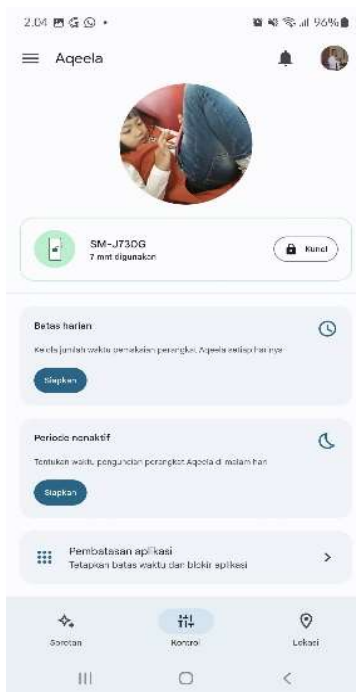 2.04
96%
Aqeela
SM-J730G
7 mnt digunakan
Kunci
Batas harian
Kelola jumlah waktu pemakaian perangkat Aqeela setiap harinya
Siapkan
Periode nonaktif
Tentukan waktu penguncian perangkat Aqeela di malam hari
Siapkan
Pembatasan aplikasi
Tetapkan batas waktu dan blokir aplikasi
Sorotan
Kontrol
Lokasi